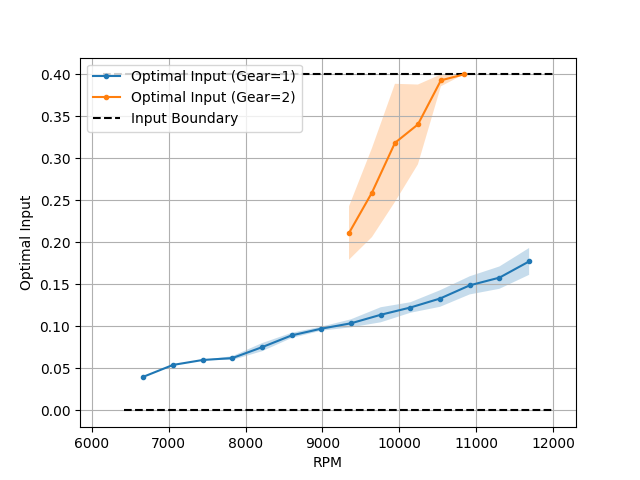 Optimal Input (Gear=1)
Optimal Input (Gear=2)
Input Boundary
0.40
0.35
0.30
0.25
0.20
0.15
0.10
0.05
0.00
Optimal Input
6000 7000 8000 9000 10000 11000 12000
RPM